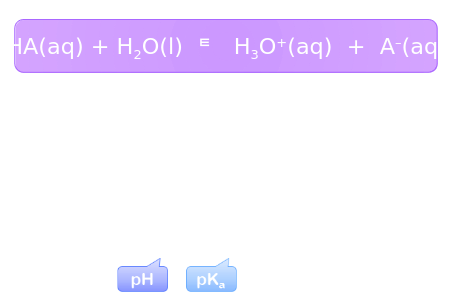 HA(aq) + H₂O(l) ≡ H₃O⁺(aq) + A⁻(aq
pH pKₐ